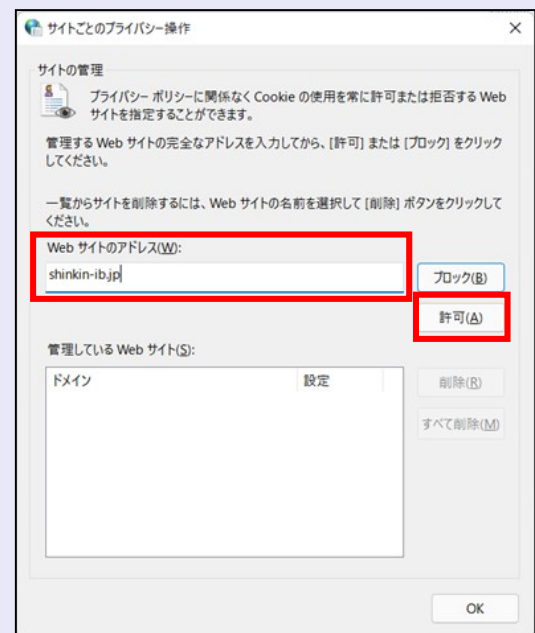 サイトごとのプライバシー操作
サイトの管理
プライバシー ポリシーに関係なく Cookie の使用を常に許可または拒否する Web
サイトを指定することができます。
管理する Web サイトの完全なアドレスを入力してから、[許可] または [ブロック] をクリック
してください。
一覧からサイトを削除するには、Web サイトの名前を選択して [削除] ボタンをクリックして
ください。
Web サイトのアドレス(W):
shinkin-ib.jp
ブロック(B)
許可(A)
管理している Web サイト(S):
ドメイン 設定
削除(R)
すべて削除(M)
OK